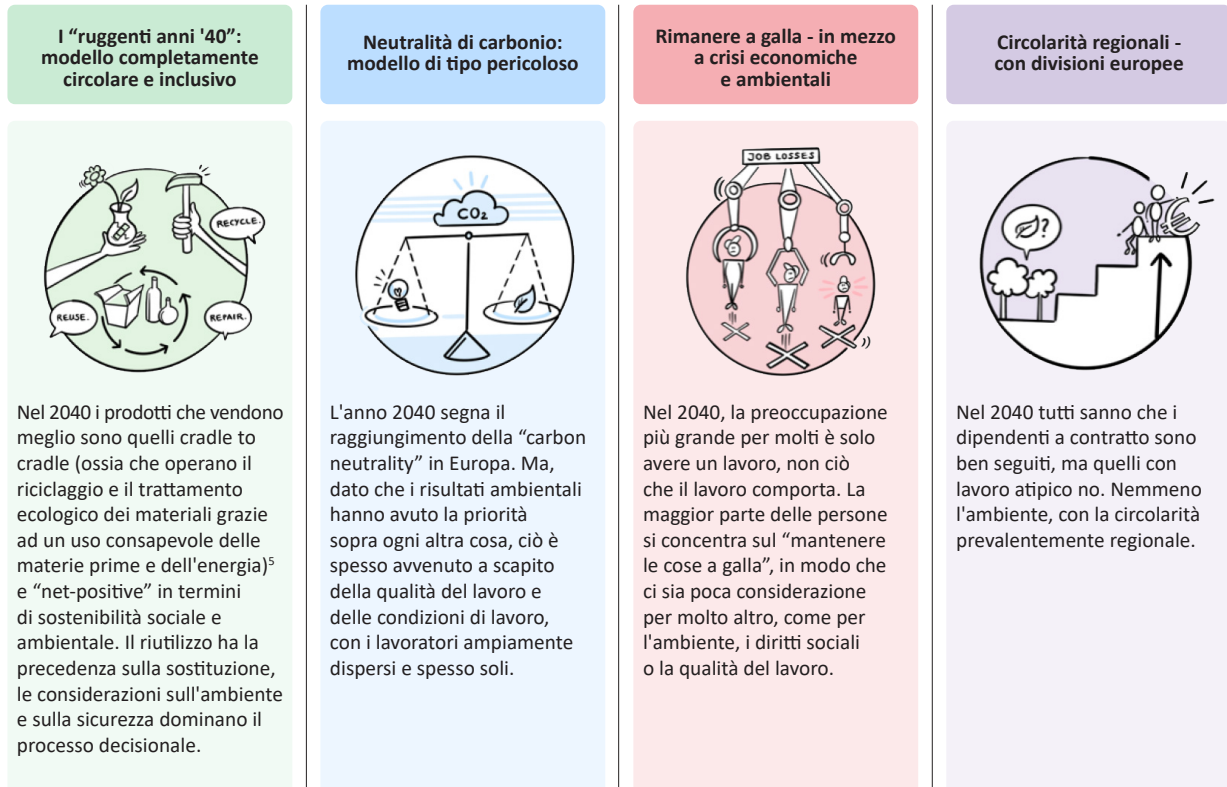 I “ruggenti anni '40”:
modello completamente
circolare e inclusivo
Neutralità di carbonio:
modello di tipo pericoloso
Rimanere a galla - in mezzo
a crisi economiche
e ambientali
Circolarità regionali -
con divisioni europee
RECYCLE.
REUSE.
REPAIR.
CO₂
JOB LOSSES
?
€
Nel 2040 i prodotti che vendono
meglio sono quelli cradle to
cradle (ossia che operano il
riciclaggio e il trattamento
ecologico dei materiali grazie
ad un uso consapevole delle
materie prime e dell'energia)⁵
e “net-positive” in termini
di sostenibilità sociale e
ambientale. Il riutilizzo ha la
precedenza sulla sostituzione,
le considerazioni sull'ambiente
e sulla sicurezza dominano il
processo decisionale.
L'anno 2040 segna il
raggiungimento della “carbon
neutrality” in Europa. Ma,
dato che i risultati ambientali
hanno avuto la priorità
sopra ogni altra cosa, ciò è
spesso avvenuto a scapito
della qualità del lavoro e
delle condizioni di lavoro,
con i lavoratori ampiamente
dispersi e spesso soli.
Nel 2040, la preoccupazione
più grande per molti è solo
avere un lavoro, non ciò
che il lavoro comporta. La
maggior parte delle persone
si concentra sul “mantenere
le cose a galla”, in modo che
ci sia poca considerazione
per molto altro, come per
l'ambiente, i diritti sociali
o la qualità del lavoro.
Nel 2040 tutti sanno che i
dipendenti a contratto sono
ben seguiti, ma quelli con
lavoro atipico no. Nemmeno
l'ambiente, con la circolarità
prevalentemente regionale.